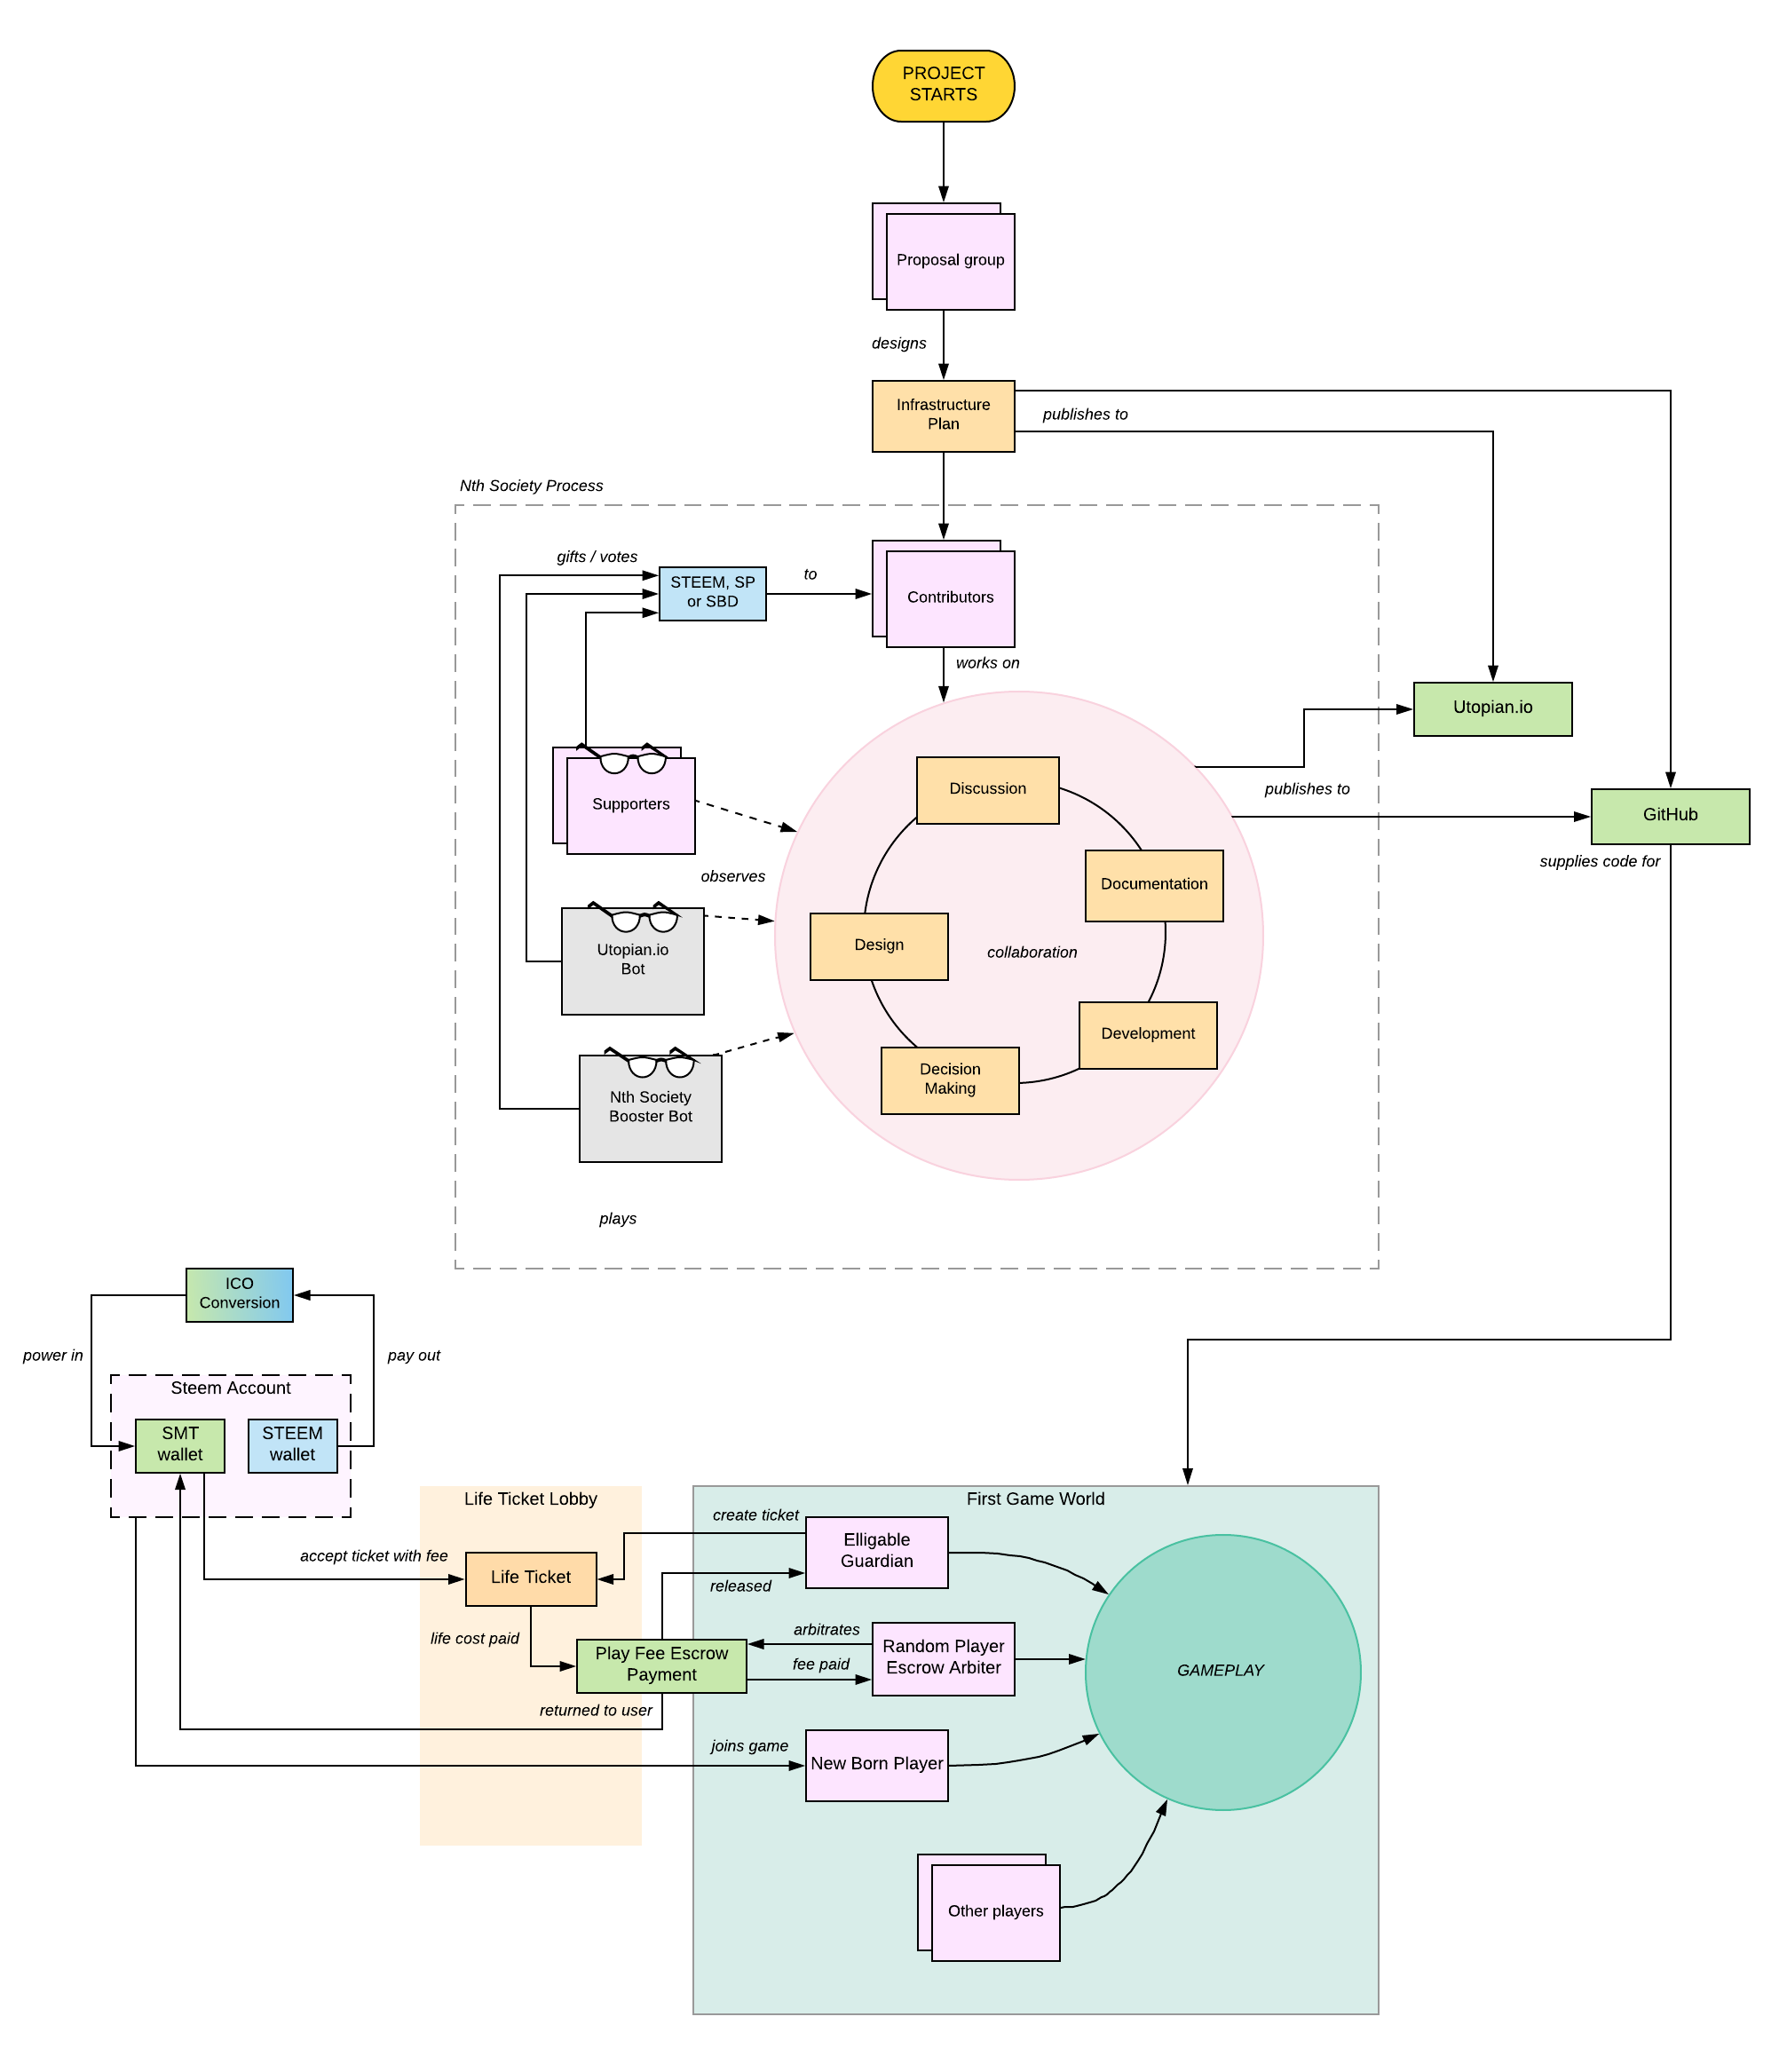 PROJECT
STARTS
Proposal group
designs
Infrastructure
Plan
publishes to
Nth Society Process
gifts / votes
STEEM, SP
or SBD
to
Contributors
works on
Utopian.io
Supporters
Discussion
publishes to
GitHub
supplies code for
observes
Documentation
Utopian.io
Bot
Design
collaboration
Development
Decision
Making
Nth Society
Booster Bot
plays
ICO
Conversion
power in
pay out
Steem Account
SMT
wallet
STEEM
wallet
Life Ticket Lobby
First Game World
create ticket
Elligable
Guardian
accept ticket with fee
Life Ticket
released
life cost paid
arbitrates
Play Fee Escrow
Payment
fee paid
Random Player
Escrow Arbiter
GAMEPLAY
returned to user
joins game
New Born Player
Other players